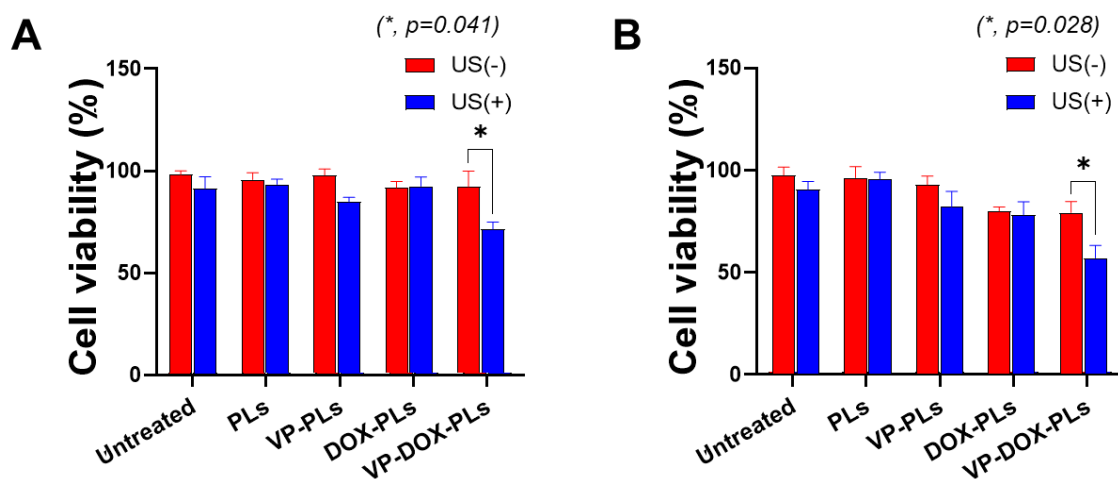 A
(*, p=0.041)
US(-)
US(+)
Cell viability (%)
150
100
50
0
*
Untreated
PLs
VP-PLs
DOX-PLs
VP-DOX-PLs
B
(*, p=0.028)
US(-)
US(+)
Cell viability (%)
150
100
50
0
*
Untreated
PLs
VP-PLs
DOX-PLs
VP-DOX-PLs